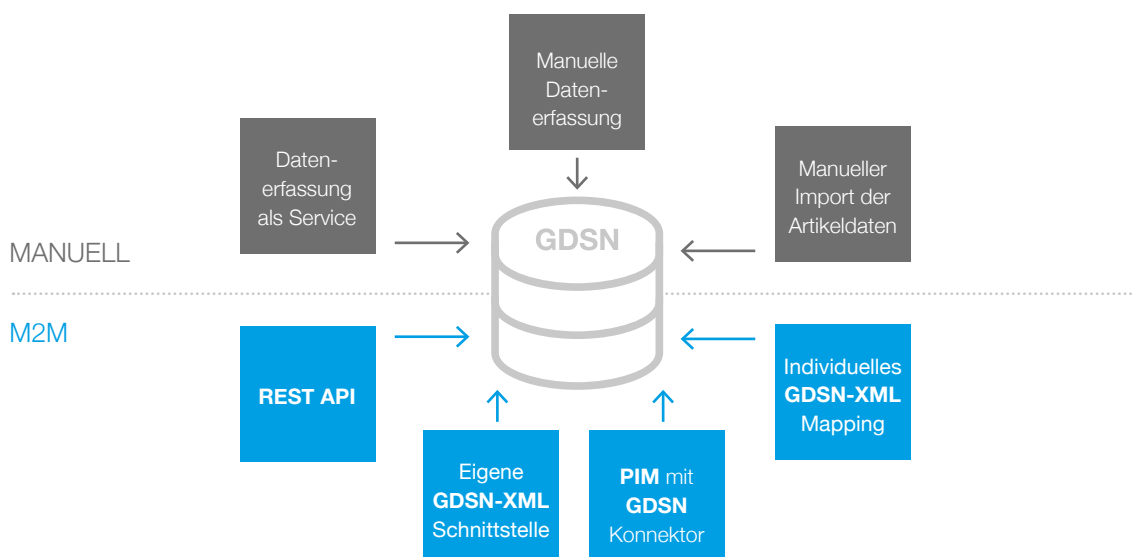 Manuelle
Daten-
erfassung
Daten-
erfassung
als Service
Manueller
Import der
Artikeldaten
GDSN
MANUELL
M2M
REST API
Individuelles
GDSN-XML
Mapping
Eigene
GDSN-XML
Schnittstelle
PIM mit
GDSN
Konnektor